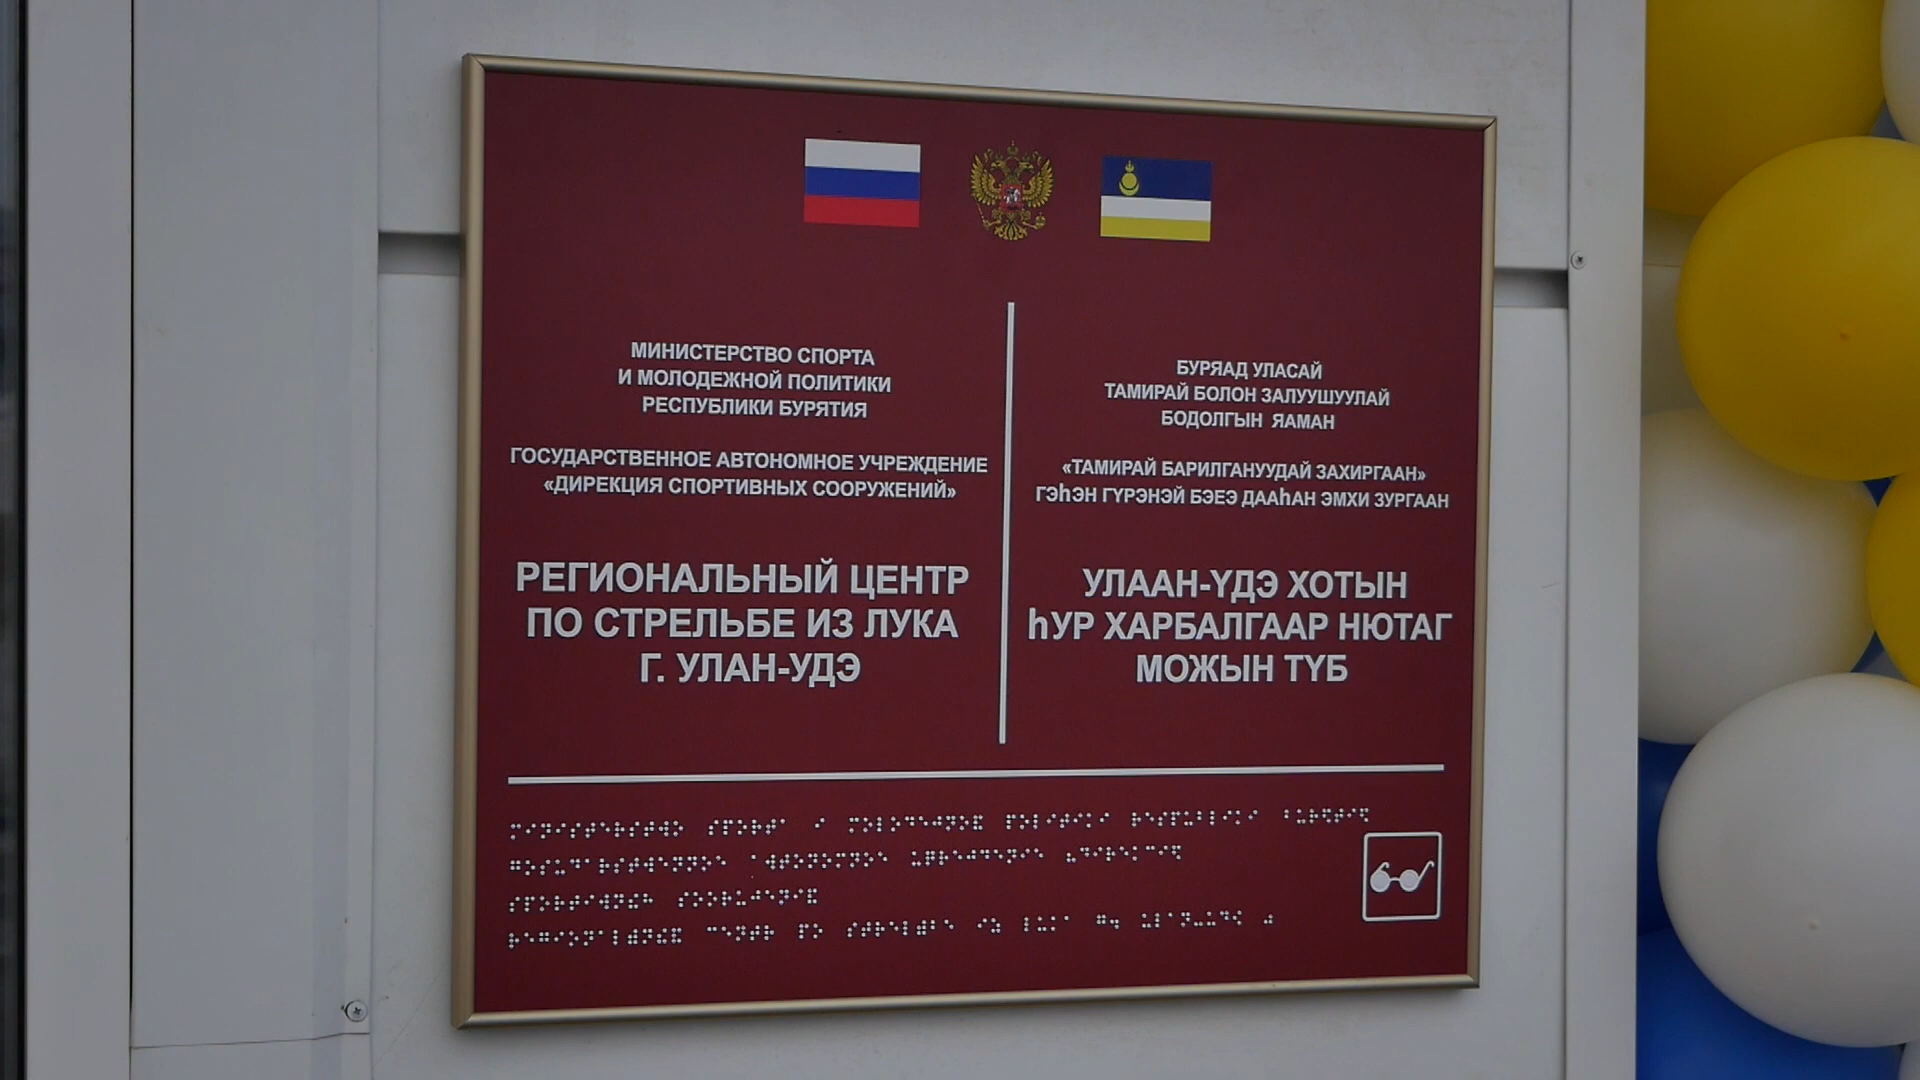 МИНИСТЕРСТВО СПОРТА
И МОЛОДЕЖНОЙ ПОЛИТИКИ
РЕСПУБЛИКИ БУРЯТИЯ
ГОСУДАРСТВЕННОЕ АВТОНОМНОЕ УЧРЕЖДЕНИЕ
«ДИРЕКЦИЯ СПОРТИВНЫХ СООРУЖЕНИЙ»
РЕГИОНАЛЬНЫЙ ЦЕНТР
ПО СТРЕЛЬБЕ ИЗ ЛУКА
Г. УЛАН-УДЭ
БУРЯАД УЛАСАЙ
ТАМИРАЙ БОЛОН ЗАЛУУШУУЛАЙ
БОДОЛГЫН ЯАМАН
«ТАМИРАЙ БАРИЛГАНУУДАЙ ЗАХИРГААН»
ГЭһЭН ГҮРЭНЭЙ БЭЕЭ ДААһАН ЭМХИ ЗУРГААН
УЛААН-ҮДЭ ХОТЫН
һУР ХАРБАЛГААР НЮТАГ
МОЖЫН ТҮБ